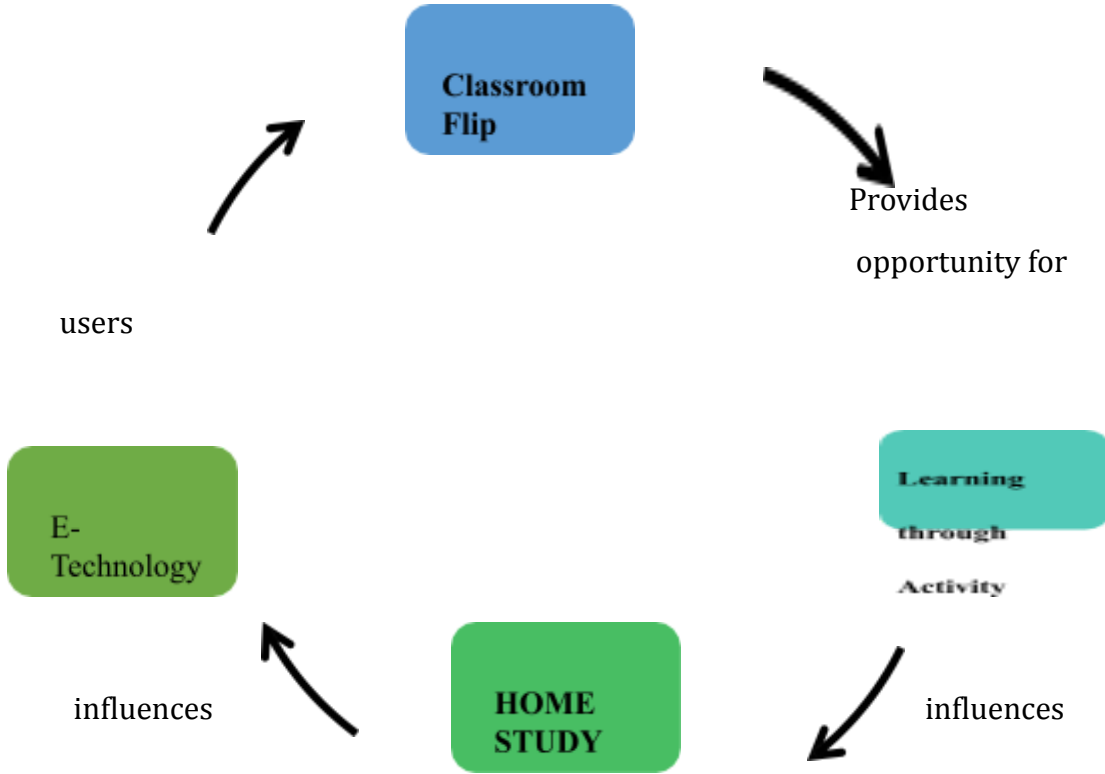 Classroom
Flip
Provides
opportunity for
users
E-
Technology
Learning
through
Activity
influences
HOME
STUDY
influences